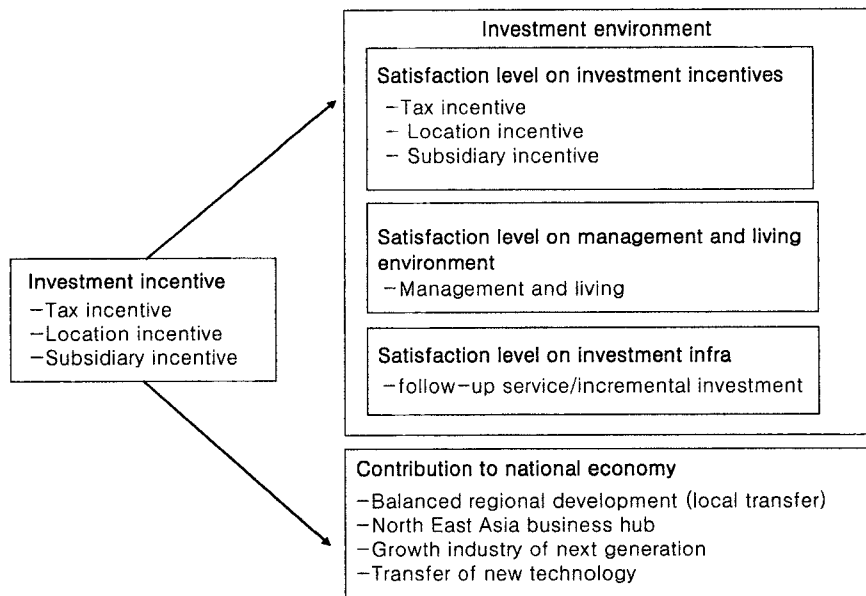 Investment environment
Satisfaction level on investment incentives
-Tax incentive
- Location incentive
- Subsidiary incentive
Satisfaction level on management and living
environment
-Management and living
Satisfaction level on investment infra
-follow-up service/incremental investment
Investment incentive
-Tax incentive
-Location incentive
-Subsidiary incentive
Contribution to national economy
-Balanced regional development (local transfer)
-North East Asia business hub
-Growth industry of next generation
-Transfer of new technology